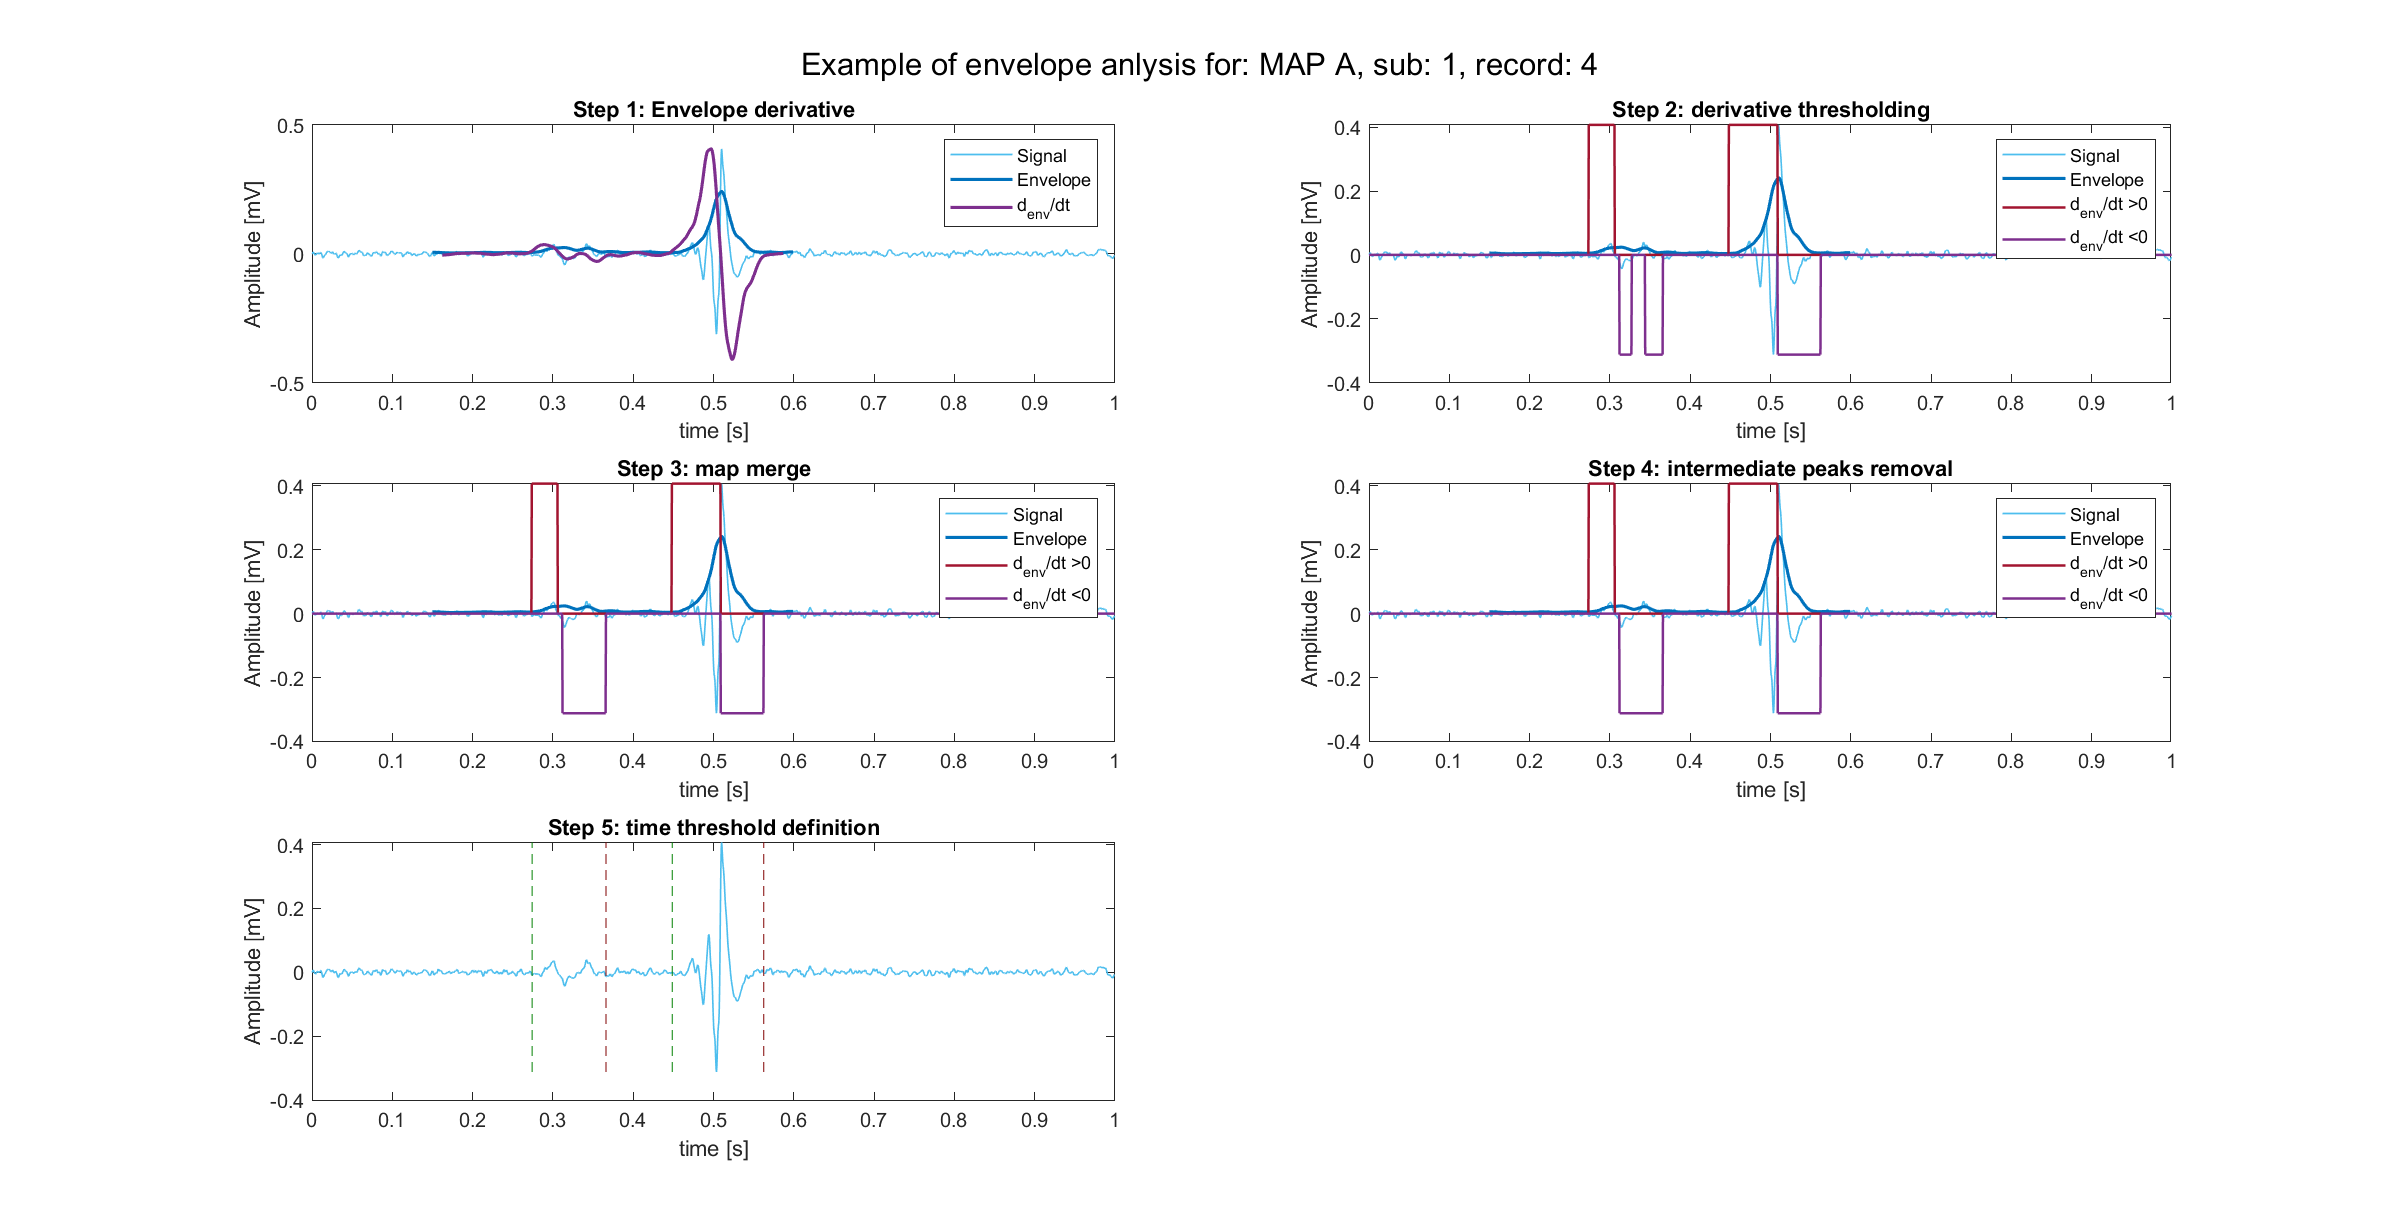 Example of envelope anlysis for: MAP A, sub: 1, record: 4
Step 1: Envelope derivative
0.5
0
-0.5
Amplitude [mV]
Signal
Envelope
d_env/dt
0 0.1 0.2 0.3 0.4 0.5 0.6 0.7 0.8 0.9 1
time [s]
Step 2: derivative thresholding
0.4
0.2
0
-0.2
-0.4
Amplitude [mV]
Signal
Envelope
d_env/dt >0
d_env/dt <0
0 0.1 0.2 0.3 0.4 0.5 0.6 0.7 0.8 0.9 1
time [s]
Step 3: map merge
0.4
0.2
0
-0.2
-0.4
Amplitude [mV]
Signal
Envelope
d_env/dt >0
d_env/dt <0
0 0.1 0.2 0.3 0.4 0.5 0.6 0.7 0.8 0.9 1
time [s]
Step 4: intermediate peaks removal
0.4
0.2
0
-0.2
-0.4
Amplitude [mV]
Signal
Envelope
d_env/dt >0
d_env/dt <0
0 0.1 0.2 0.3 0.4 0.5 0.6 0.7 0.8 0.9 1
time [s]
Step 5: time threshold definition
0.4
0.2
0
-0.2
-0.4
Amplitude [mV]
0 0.1 0.2 0.3 0.4 0.5 0.6 0.7 0.8 0.9 1
time [s]